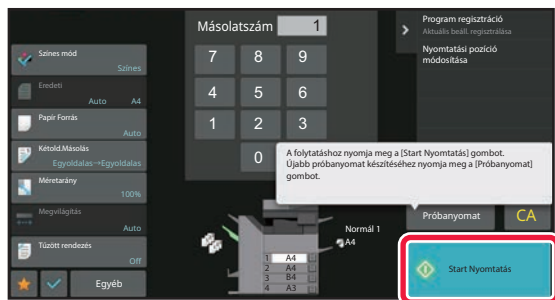 Másolatszám 1
Program regisztráció
Aktuális beáll. regisztrálása
Nyomtatási pozíció
módosítása
Színes mód
Színes
Eredeti
Auto A4
Papír Forrás
Auto
Kétold.Másolás
Egyoldalas→Egyoldalas
Méretarány
100%
Megvilágítás
Auto
Tűzött rendezés
Off
Egyéb
7 8 9
4 5 6
1 2 3
0
A folytatáshoz nyomja meg a [Start Nyomtatás] gombot.
Újabb próbanyomat készítéséhez nyomja meg a [Próbanyomat]
gombot.
Próbanyomat
CA
Normál 1
A4
1 A4
2 A4
3 B4
4 A3
Start Nyomtatás